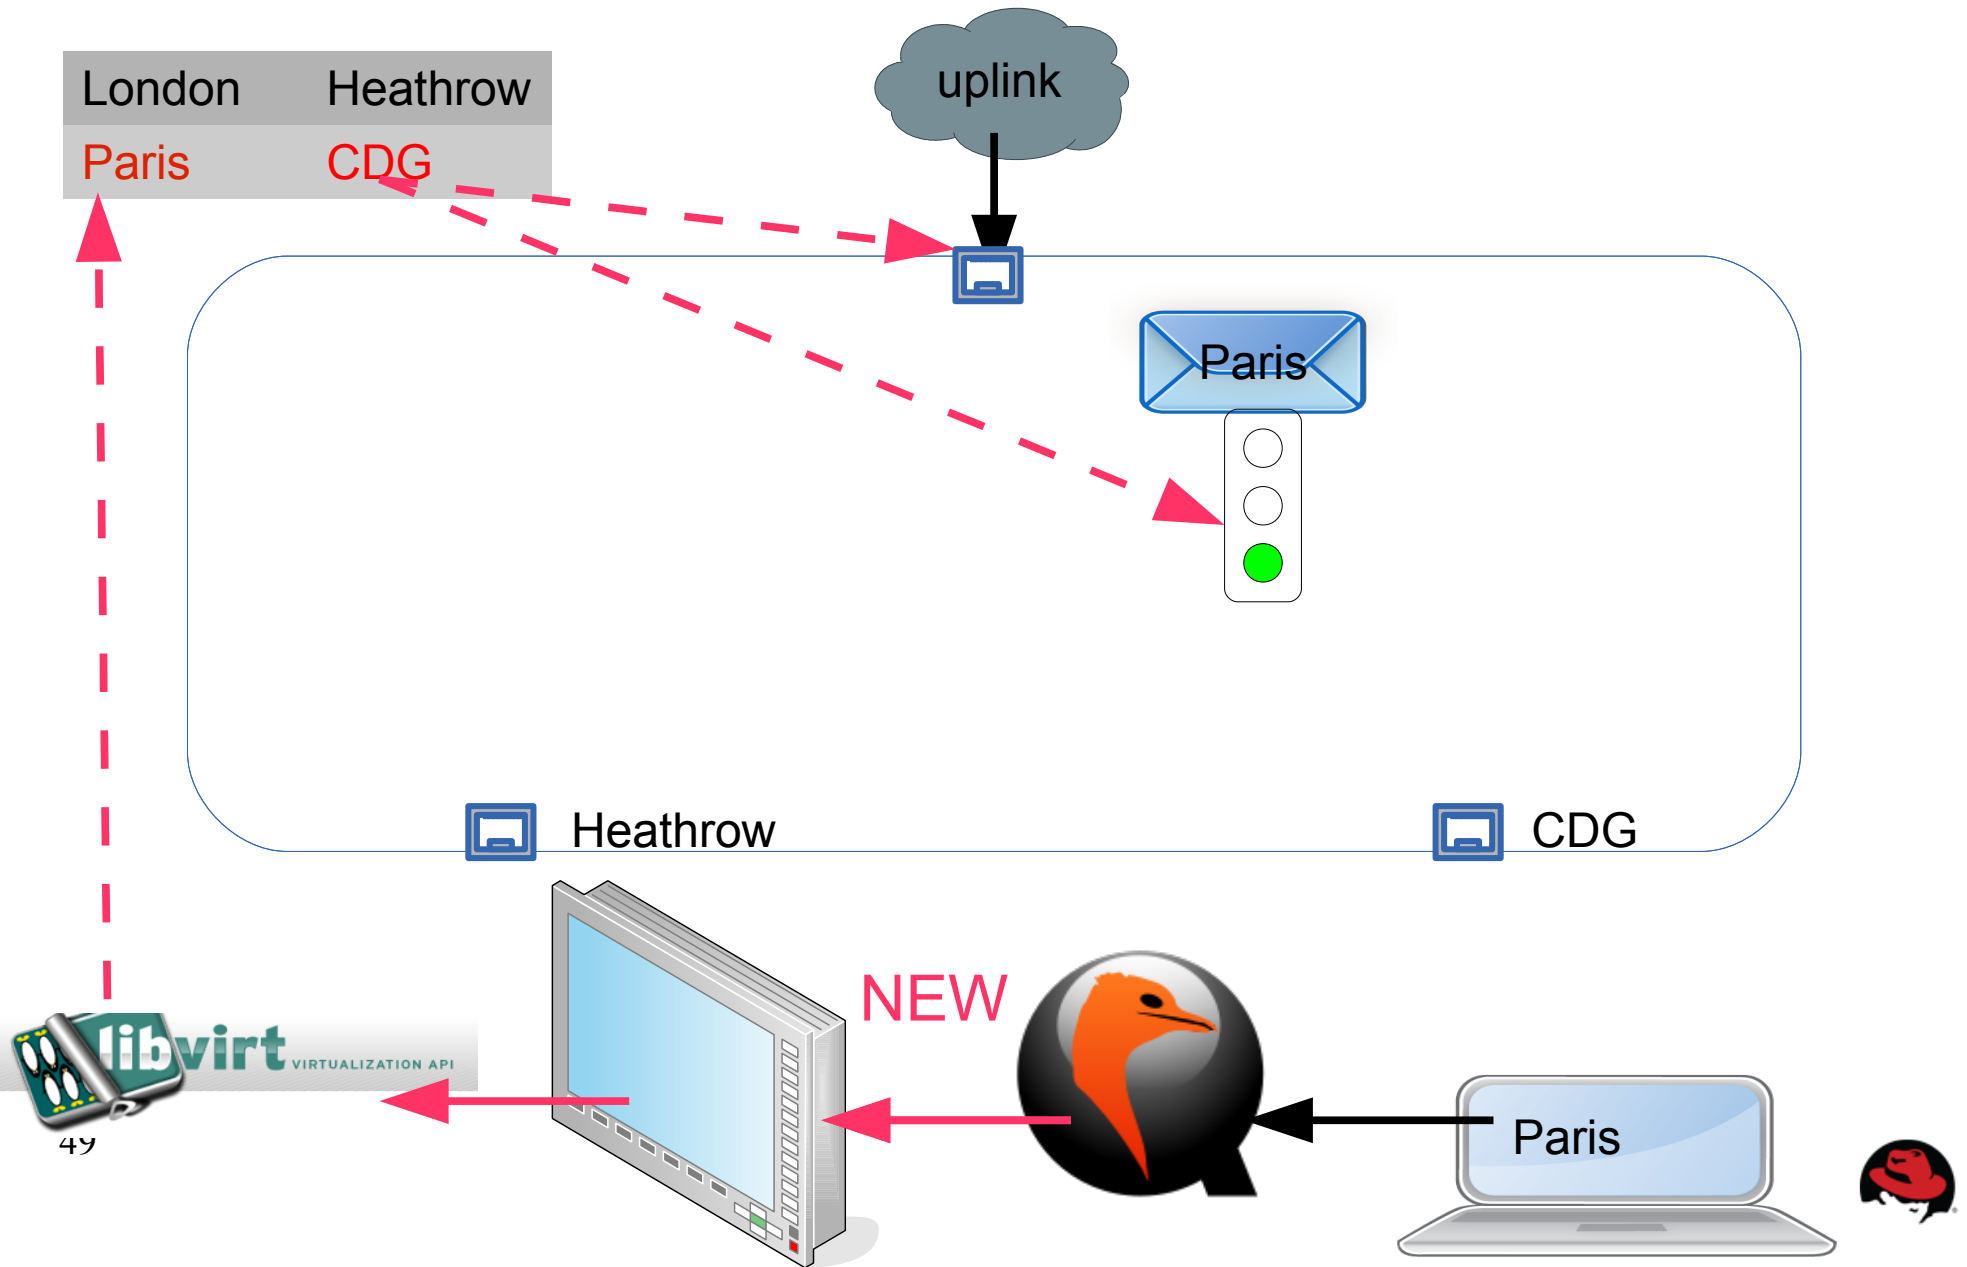 London Heathrow
Paris CDG
uplink
Paris
Heathrow
CDG
NEW
libvirt VIRTUALIZATION API
Paris
49